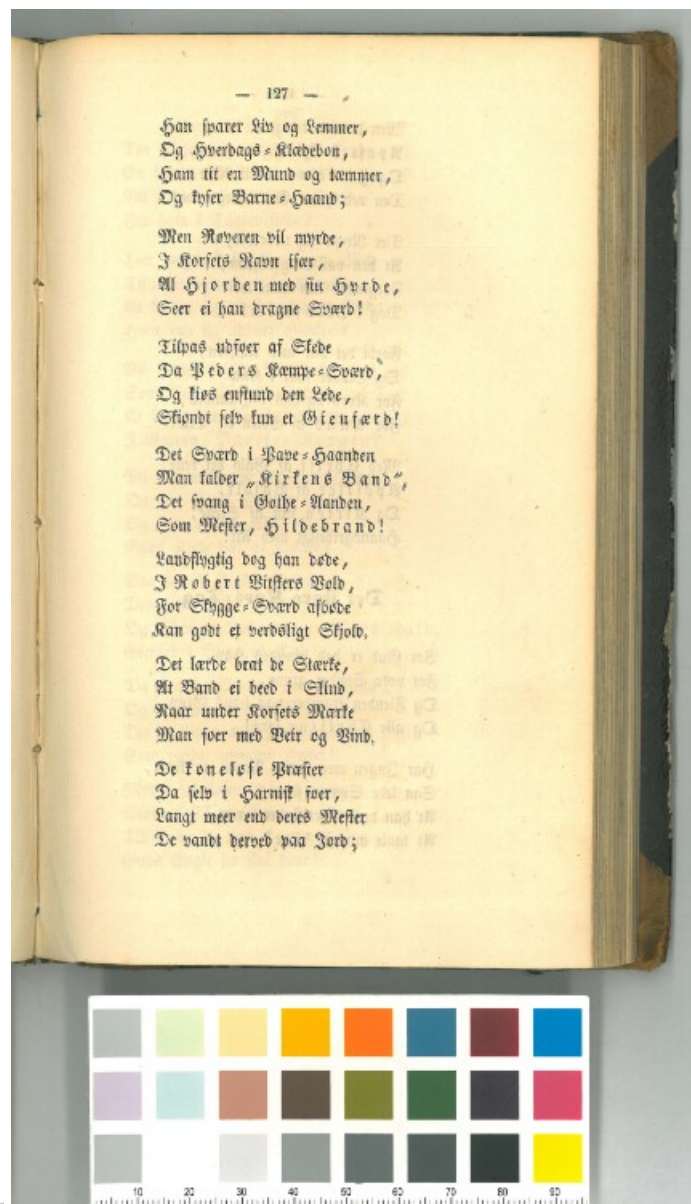 — 127 —
Han sparer Liv og Lemmer,
Og Hverdags-Klædebon,
Ham tit en Mund og tæmmer,
Og kyser Barne-Haand;
Men Røveren vil myrde,
I Korsets Navn især,
Al Hjorden med sin Hyrde,
Seer ei han dragne Sværd!
Tilpas udfoer af Skede
Da Peders Kæmpe-Sværd,
Og kiøs enstund den Lede,
Skiøndt selv kun et Gienfærd!
Det Sværd i Pave-Haanden
Man kalder „Kirkens Band“,
Det svang i Gothe-Aanden,
Som Mester, Hildebrand!
Landflygtig dog han døde,
I Robert Vitsters Vold,
For Skygge-Sværd afbøde
Kan godt et verdsligt Skjold.
Det lærde brat de Stærke,
At Band ei beed i Flind,
Naar under Korsets Mærke
Man foer med Veir og Vind.
De koneløse Præster
Da selv i Harnisk foer,
Langt meer end deres Mester
De vandt derved paa Jord;
10 20 30 40 50 60 70 80 90